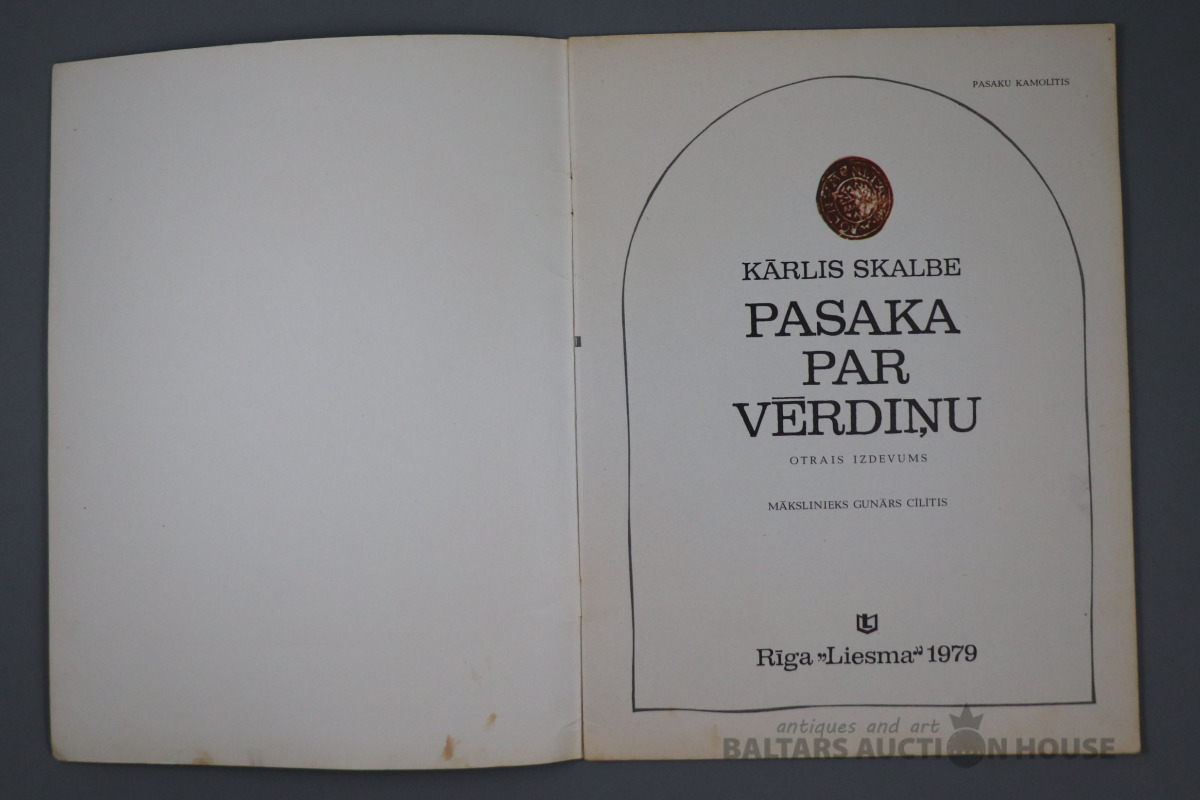 PASAKU KAMOLĪTIS
KĀRLIS SKALBE
PASAKA
PAR
VĒRDIŅU
OTRAIS IZDEVUMS
MĀKSLINIEKS GUNĀRS CĪLĪTIS
L
Rīga „Liesma“ 1979
antiques and art
BALTARS AUCTION HOUSE